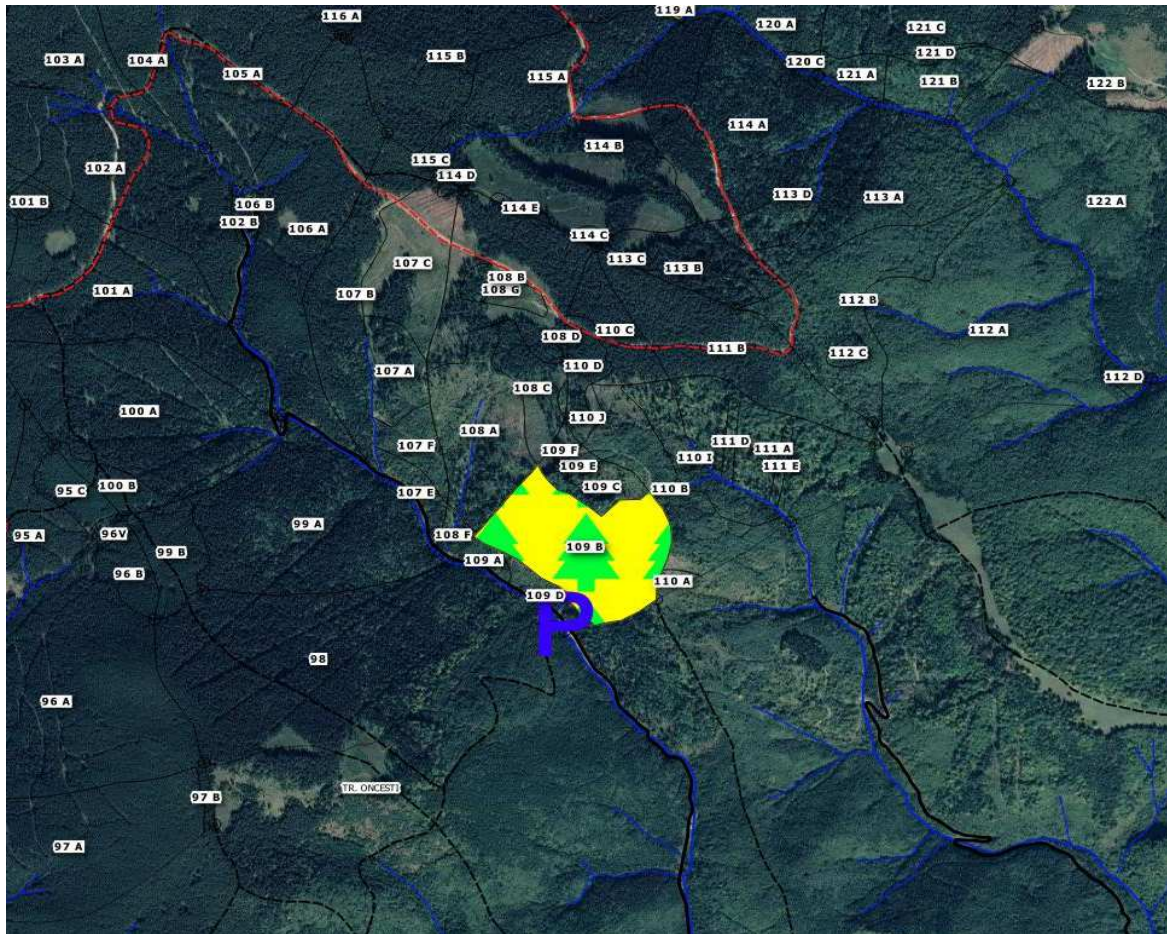 116 A
119 A
120 A
121 C
103 A
104 A
115 B
121 D
120 C
105 A
115 A
121 A
121 B
122 B
114 A
114 B
115 C
102 A
114 D
113 D
113 A
101 B
106 B
114 E
122 A
102 B
106 A
114 C
107 C
113 C
113 B
108 B
101 A
107 B
108 G
112 B
108 D
110 C
112 A
111 B
112 C
110 D
107 A
112 D
108 C
100 A
110 J
108 A
107 F
109 F
111 D
111 A
110 I
109 E
111 E
100 B
109 C
110 B
95 C
107 E
99 A
95 A
96V
108 F
109 B
99 B
109 A
96 B
110 A
109 D
P
98
96 A
TR. ONCESTI
97 B
97 A